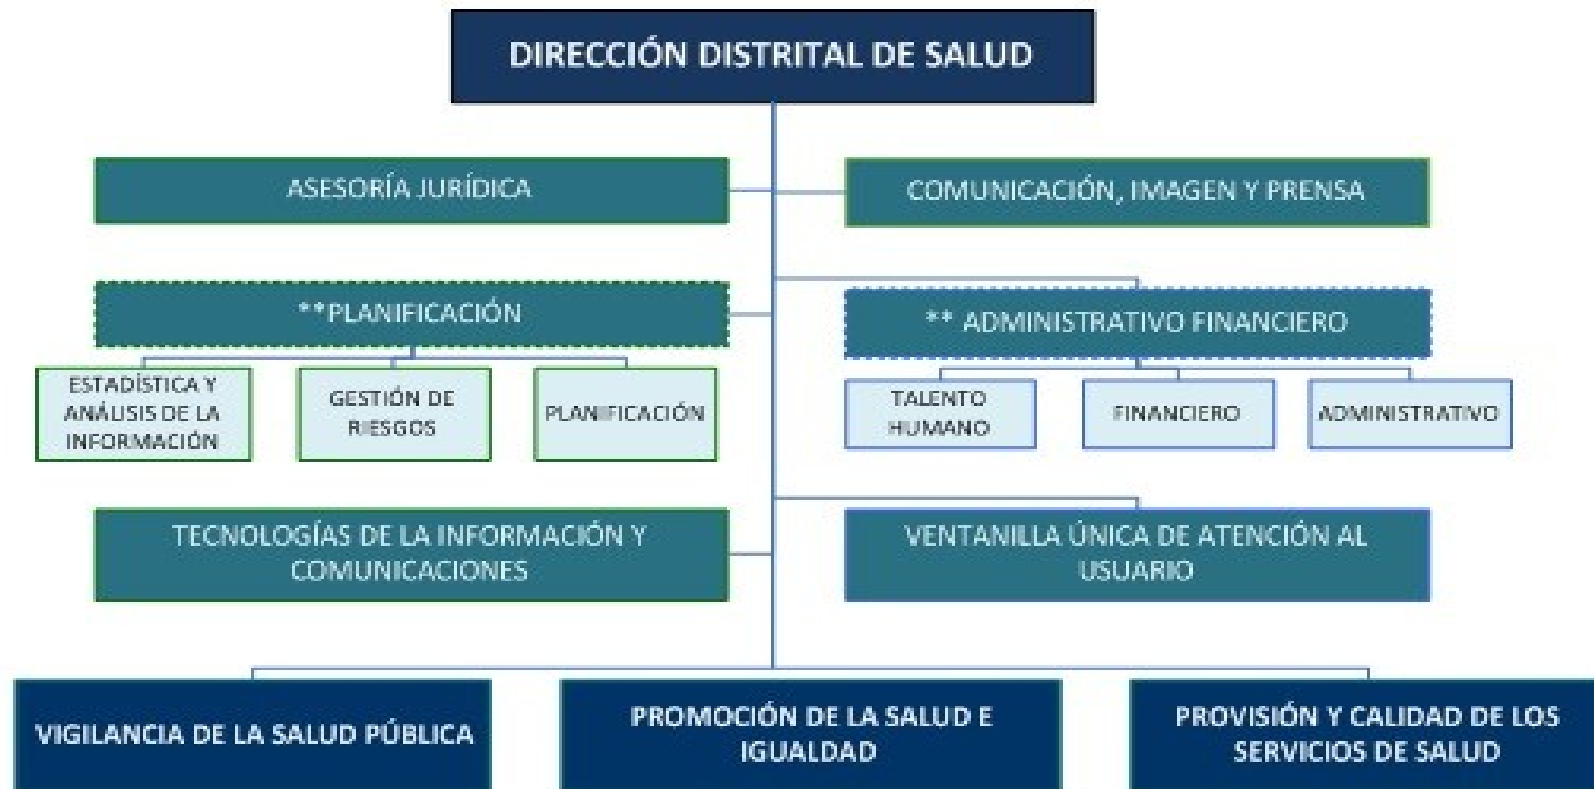 DIRECCIÓN DISTRITAL DE SALUD
ASESORÍA JURÍDICA
COMUNICACIÓN, IMAGEN Y PRENSA
**PLANIFICACIÓN
** ADMINISTRATIVO FINANCIERO
ESTADÍSTICA Y
ANÁLISIS DE LA
INFORMACIÓN
GESTIÓN DE
RIESGOS
PLANIFICACIÓN
TALENTO
HUMANO
FINANCIERO
ADMINISTRATIVO
TECNOLOGÍAS DE LA INFORMACIÓN Y
COMUNICACIONES
VENTANILLA ÚNICA DE ATENCIÓN AL
USUARIO
VIGILANCIA DE LA SALUD PÚBLICA
PROMOCIÓN DE LA SALUD E
IGUALDAD
PROVISIÓN Y CALIDAD DE LOS
SERVICIOS DE SALUD